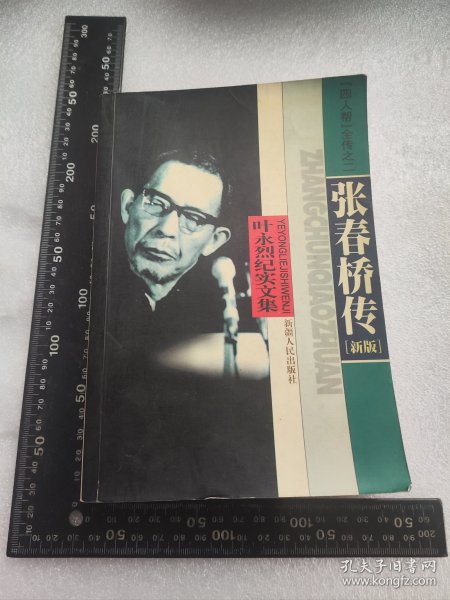 【四人帮】全传之二
张春桥传
[新版]
ZHANGCHUNQIAOZHUAN
YEYONGLIEJISHIWENJI
叶永烈纪实文集
新疆人民出版社
孔夫子旧书网
www.kongfz.com